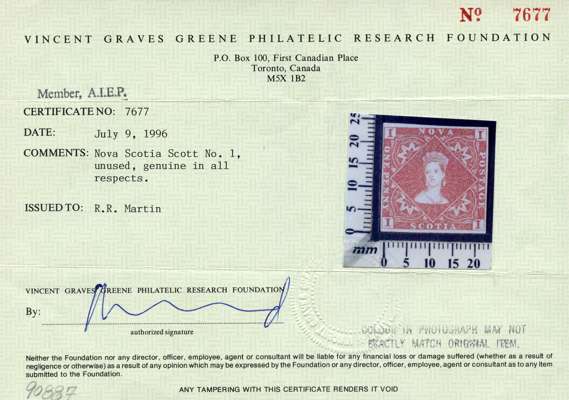 Nº 7677
VINCENT GRAVES GREENE PHILATELIC RESEARCH FOUNDATION
P.O. Box 100, First Canadian Place
Toronto, Canada
M5X 1B2
Member, A.I.E.P.
CERTIFICATE NO: 7677
DATE: July 9, 1996
COMMENTS: Nova Scotia Scott No. 1,
unused, genuine in all
respects.
ISSUED TO: R.R. Martin
0 5 10 15 20 25
1 NOVA 1
ONE PENNY
POSTAGE
1 SCOTIA 1
mm 0 5 10 15 20
VINCENT GRAVES GREENE PHILATELIC RESEARCH FOUNDATION
By:
authorized signature
COLOUR IN PHOTOGRAPH MAY NOT
EXACTLY MATCH ORIGINAL ITEM.
Neither the Foundation nor any director, officer, employee, agent or consultant will be liable for any financial loss or damage suffered (whether as a result of
negligence or otherwise) as a result of any opinion which may be expressed by the Foundation or any director, officer, employee, agent or consultant as to any item
submitted to the Foundation.
90887
ANY TAMPERING WITH THIS CERTIFICATE RENDERS IT VOID